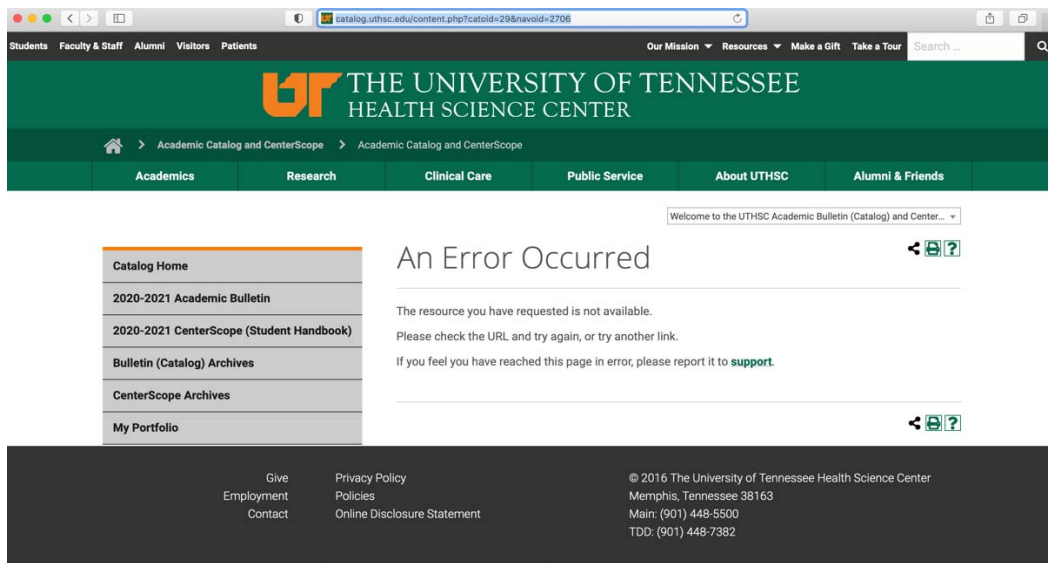 catalog.uthsc.edu/content.php?catoid=29&navoid=2706
Students Faculty & Staff Alumni Visitors Patients Our Mission Resources Make a Gift Take a Tour Search ...
UT THE UNIVERSITY OF TENNESSEE
HEALTH SCIENCE CENTER
> Academic Catalog and CenterScope > Academic Catalog and CenterScope
Academics Research Clinical Care Public Service About UTHSC Alumni & Friends
Welcome to the UTHSC Academic Bulletin (Catalog) and Center...
Catalog Home
2020-2021 Academic Bulletin
2020-2021 CenterScope (Student Handbook)
Bulletin (Catalog) Archives
CenterScope Archives
My Portfolio
An Error Occurred
?
The resource you have requested is not available.
Please check the URL and try again, or try another link.
If you feel you have reached this page in error, please report it to support.
?
Give
Employment
Contact
Privacy Policy
Policies
Online Disclosure Statement
© 2016 The University of Tennessee Health Science Center
Memphis, Tennessee 38163
Main: (901) 448-5500
TDD: (901) 448-7382